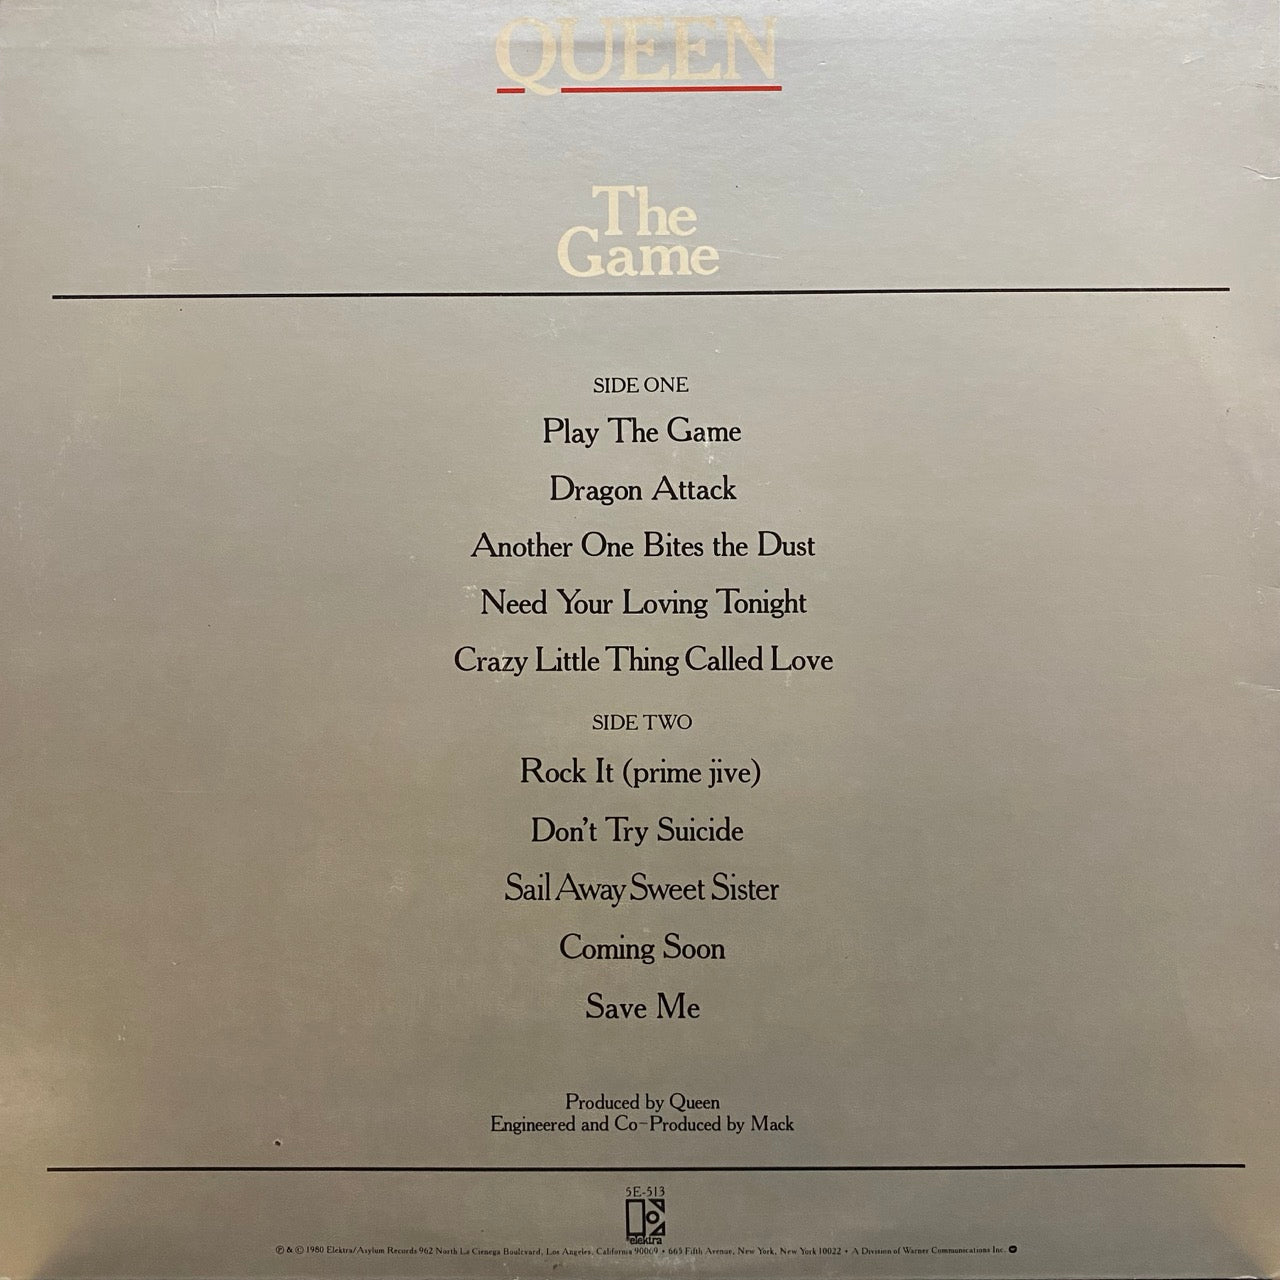 QUEEN
The
Game
SIDE ONE
Play The Game
Dragon Attack
Another One Bites the Dust
Need Your Loving Tonight
Crazy Little Thing Called Love
SIDE TWO
Rock It (prime jive)
Don't Try Suicide
Sail Away Sweet Sister
Coming Soon
Save Me
Produced by Queen
Engineered and Co-Produced by Mack
5E-513
elektra
℗ & © 1980 Elektra/Asylum Records 962 North La Cienega Boulevard, Los Angeles, California 90069 • 665 Fifth Avenue, New York, New York 10022 • A Division of Warner Communications Inc.